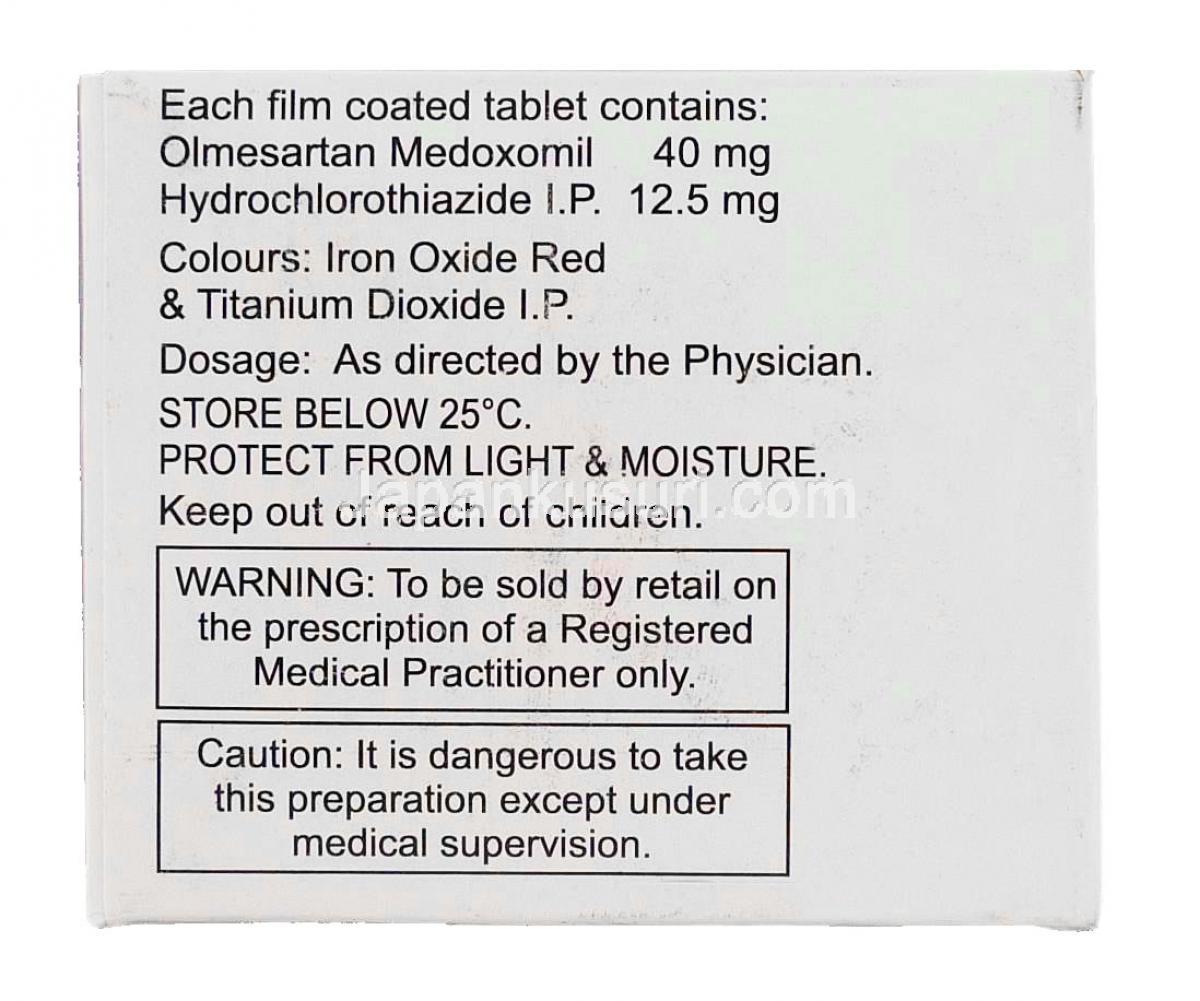 Each film coated tablet contains:
Olmesartan Medoxomil 40 mg
Hydrochlorothiazide I.P. 12.5 mg
Colours: Iron Oxide Red
& Titanium Dioxide I.P.
Dosage: As directed by the Physician.
STORE BELOW 25°C.
PROTECT FROM LIGHT & MOISTURE.
Japankusuri.com
Keep out of reach of children.
WARNING: To be sold by retail on
the prescription of a Registered
Medical Practitioner only.
Caution: It is dangerous to take
this preparation except under
medical supervision.